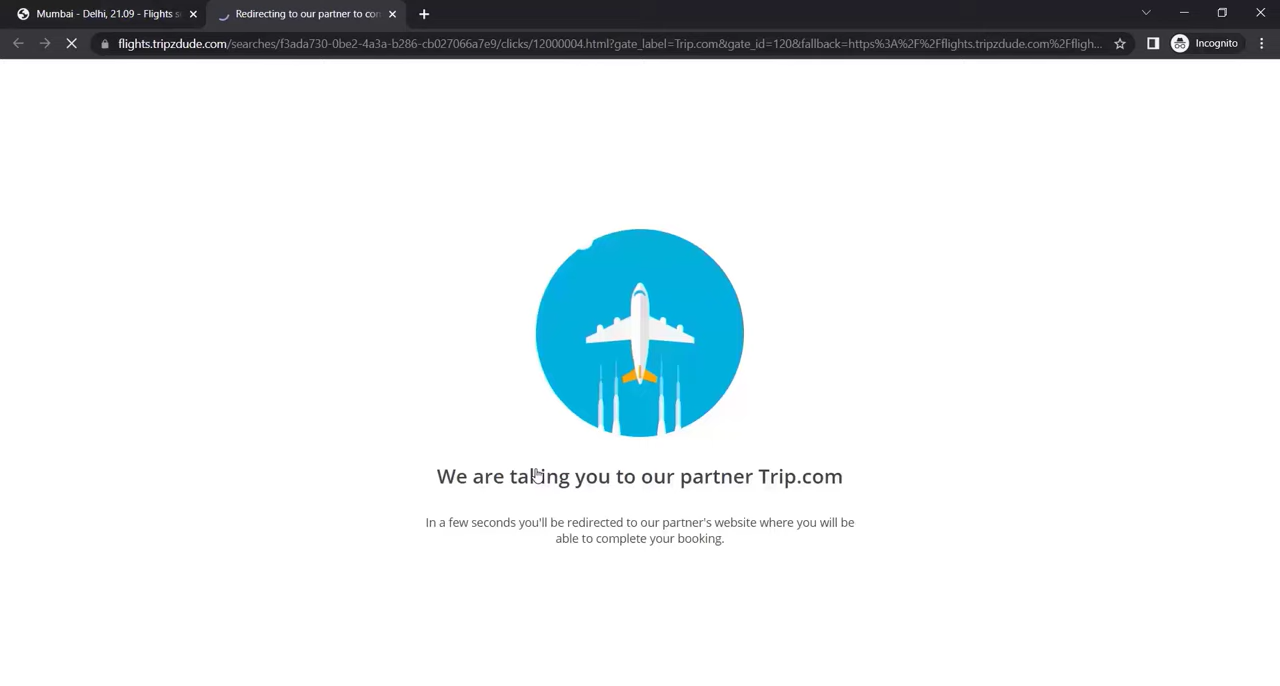 Mumbai - Delhi, 21.09 - Flights s
Redirecting to our partner to con
flights.tripzdude.com/searches/f3ada730-0be2-4a3a-b286-cb027066a7e9/clicks/12000004.html?gate_label=Trip.com&gate_id=120&fallback=https%3A%2F%2Fflights.tripzdude.com%2Ffligh...
Incognito
We are taking you to our partner Trip.com
In a few seconds you'll be redirected to our partner's website where you will be
able to complete your booking.